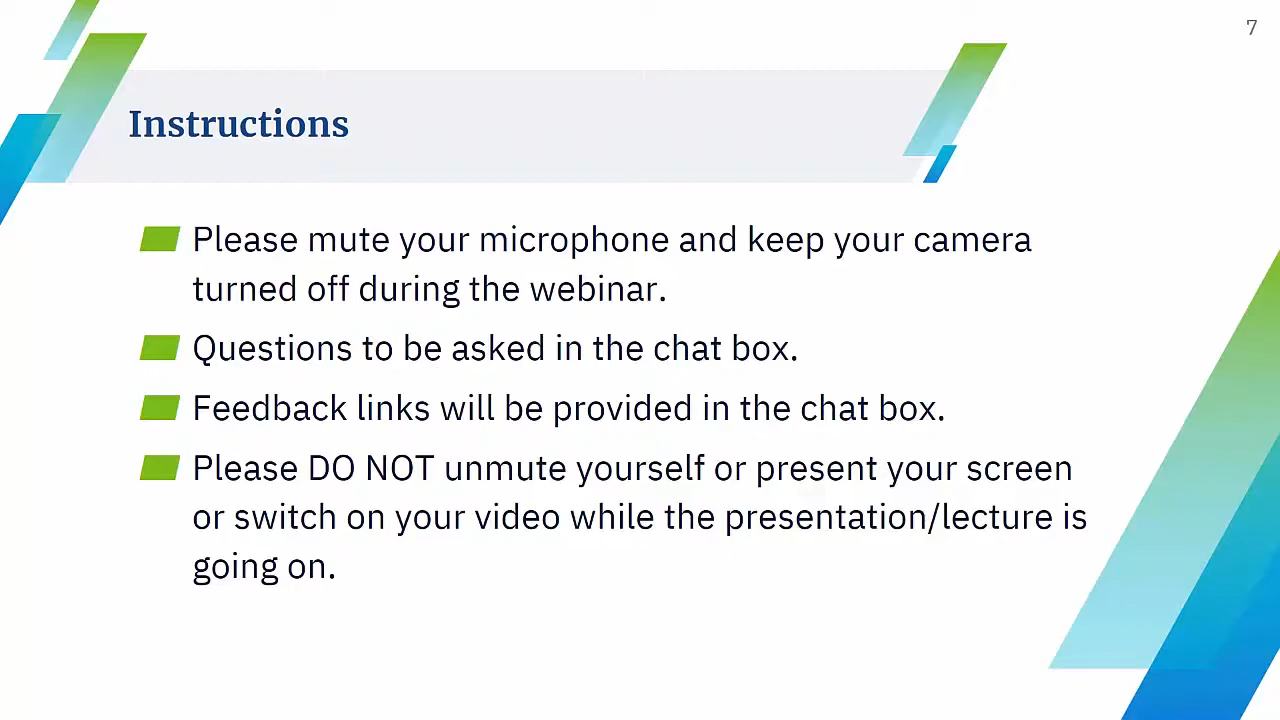 7
Instructions
Please mute your microphone and keep your camera
turned off during the webinar.
Questions to be asked in the chat box.
Feedback links will be provided in the chat box.
Please DO NOT unmute yourself or present your screen
or switch on your video while the presentation/lecture is
going on.